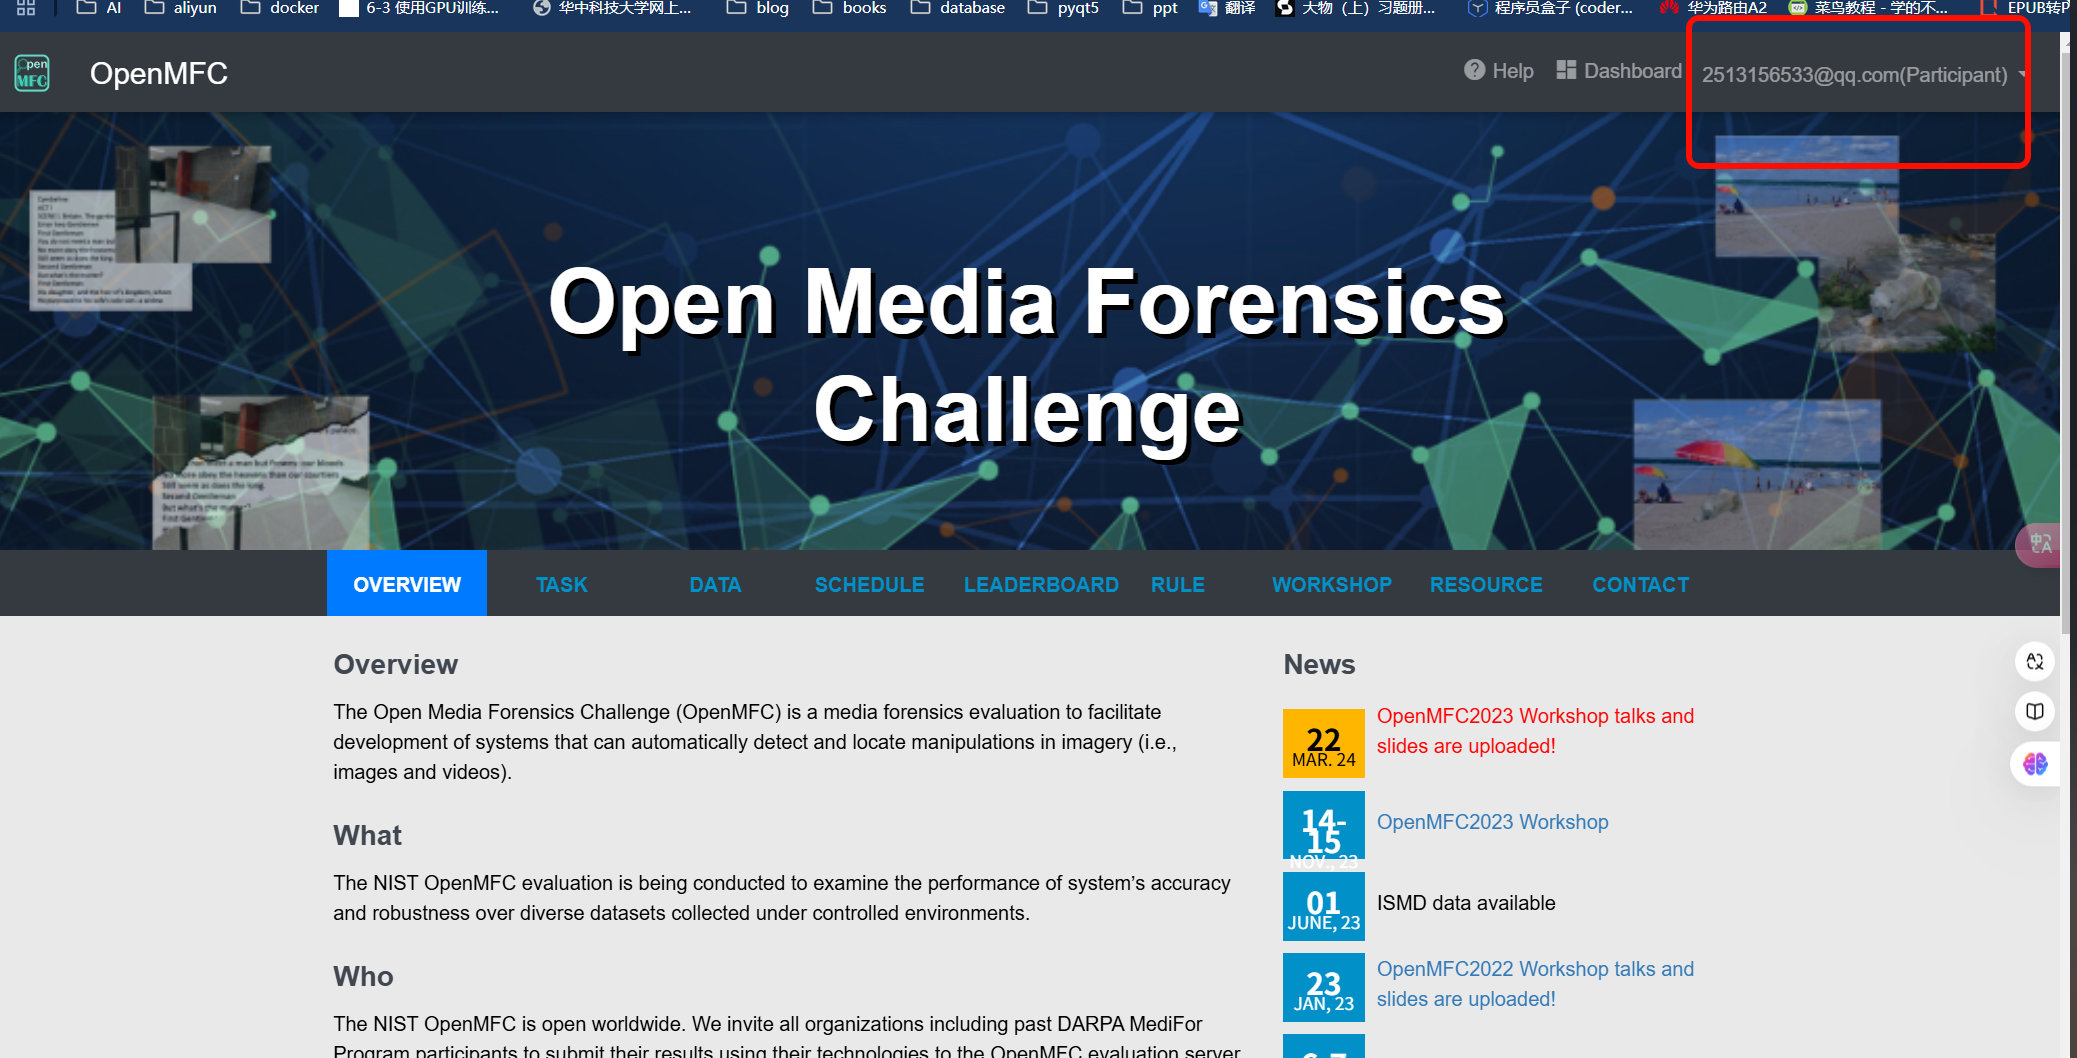 AI
aliyun
docker
6-3 使用GPU训练...
华中科技大学网上...
blog
books
database
pyqt5
ppt
翻译
大物（上）习题册...
程序员盒子 (coder...
华为路由A2
菜鸟教程 - 学的不...
EPUB转P
Open
MFC
OpenMFC
Help
Dashboard
2513156533@qq.com(Participant)
Open Media Forensics
Challenge
OVERVIEW
TASK
DATA
SCHEDULE
LEADERBOARD
RULE
WORKSHOP
RESOURCE
CONTACT
Overview
The Open Media Forensics Challenge (OpenMFC) is a media forensics evaluation to facilitate
development of systems that can automatically detect and locate manipulations in imagery (i.e.,
images and videos).
What
The NIST OpenMFC evaluation is being conducted to examine the performance of system’s accuracy
and robustness over diverse datasets collected under controlled environments.
Who
The NIST OpenMFC is open worldwide. We invite all organizations including past DARPA MediFor
Program participants to submit their results using their technologies to the OpenMFC evaluation server
News
22
MAR. 24
OpenMFC2023 Workshop talks and
slides are uploaded!
14-
15
NOV., 23
OpenMFC2023 Workshop
01
JUNE, 23
ISMD data available
23
JAN, 23
OpenMFC2022 Workshop talks and
slides are uploaded!
6-7